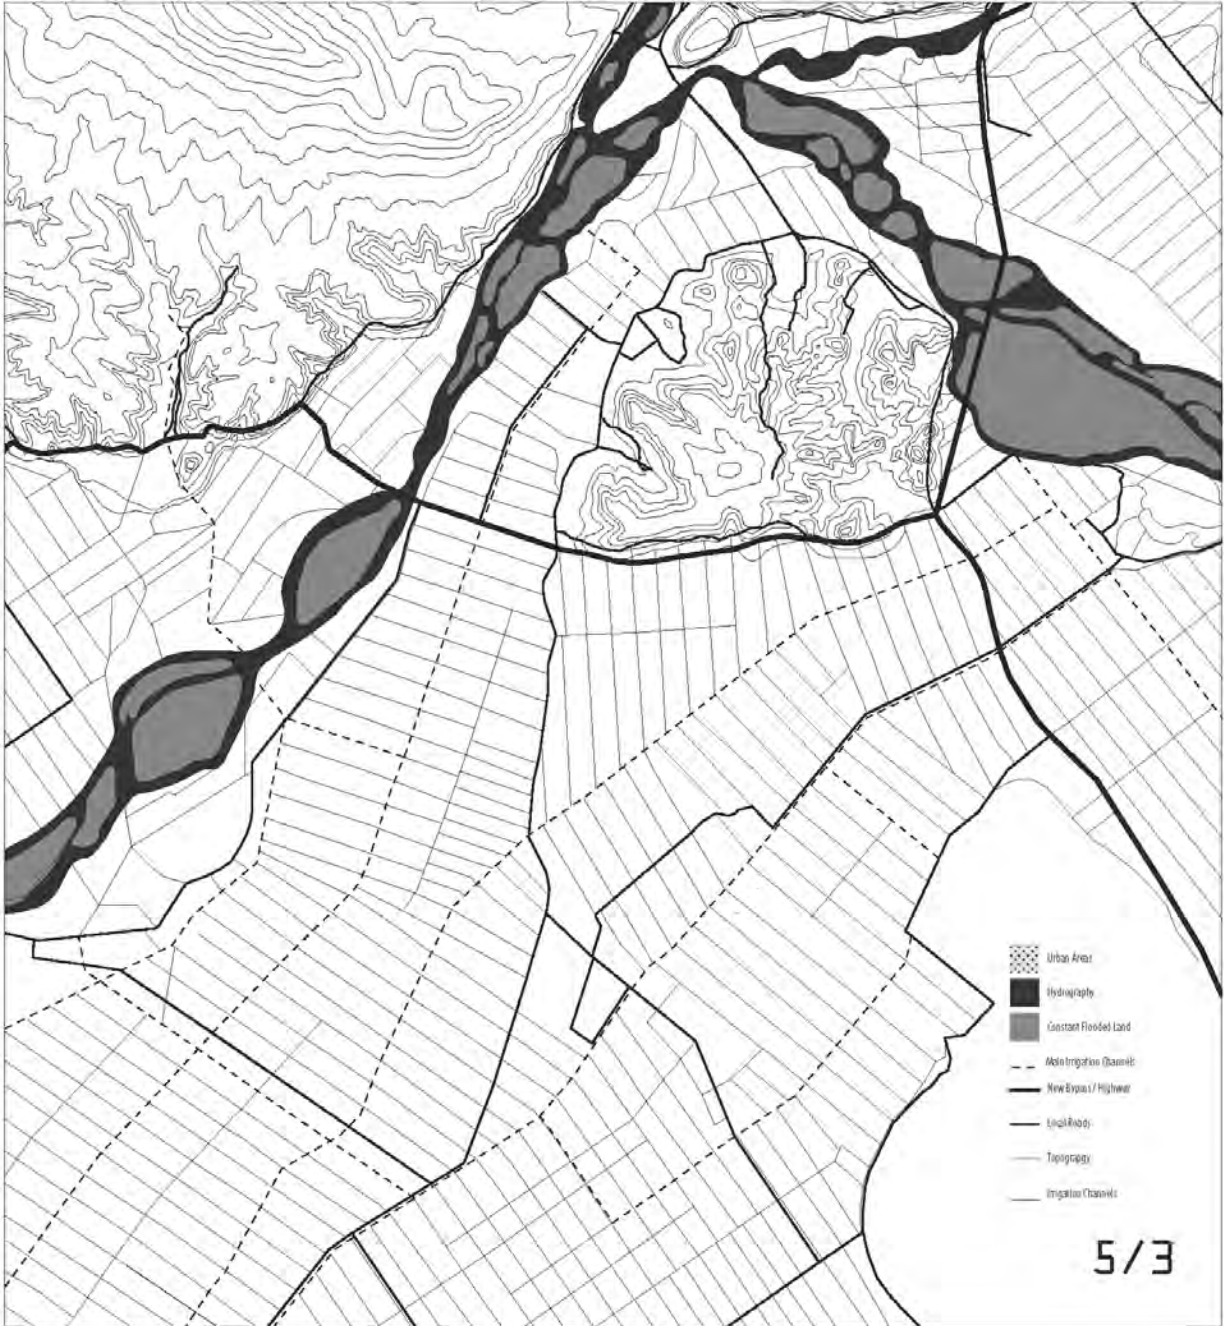 Urban Areas
Hydrography
Constant Flooded Land
Main Irrigation Channels
New Bypass / Highway
Local Roads
Topograpgy
Irrigation Channels
5/3